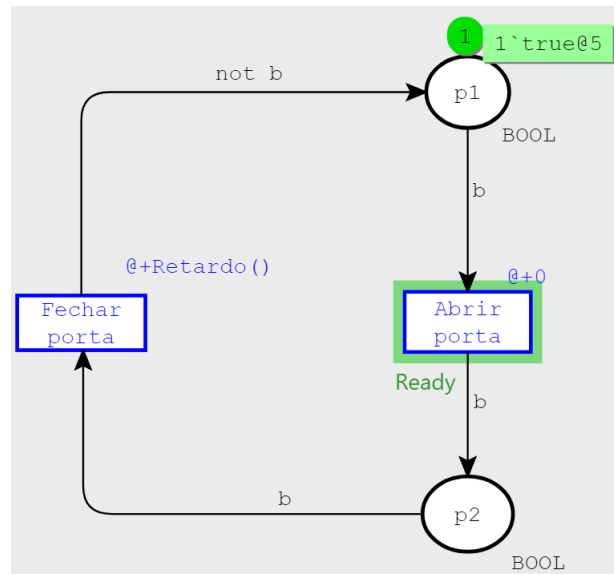 1
1`true@5
not b
p1
BOOL
b
@+Retardo()
@+0
Fechar
porta
Abrir
porta
Ready
b
b
p2
BOOL